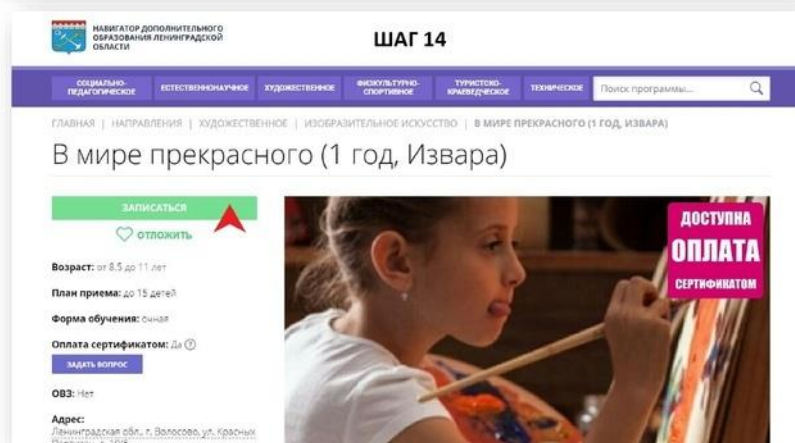 НАВИГАТОР ДОПОЛНИТЕЛЬНОГО
ОБРАЗОВАНИЯ ЛЕНИНГРАДСКОЙ
ОБЛАСТИ
ШАГ 14
СОЦИАЛЬНО-
ПЕДАГОГИЧЕСКОЕ
ЕСТЕСТВЕННОНАУЧНОЕ
ХУДОЖЕСТВЕННОЕ
ФИЗКУЛЬТУРНО-
СПОРТИВНОЕ
ТУРИСТСКО-
КРАЕВЕДЧЕСКОЕ
ТЕХНИЧЕСКОЕ
Поиск программы...
ГЛАВНАЯ | НАПРАВЛЕНИЯ | ХУДОЖЕСТВЕННОЕ | ИЗОБРАЗИТЕЛЬНОЕ ИСКУССТВО | В МИРЕ ПРЕКРАСНОГО (1 ГОД, ИЗВАРА)
В мире прекрасного (1 год, Извара)
ЗАПИСАТЬСЯ
ОТЛОЖИТЬ
Возраст: от 8.5 до 11 лет
План приема: до 15 детей
Форма обучения: очная
Оплата сертификатом: Да ?
ЗАДАТЬ ВОПРОС
ОВЗ: Нет
Адрес:
Ленинградская обл., г. Волосово, ул. Красных
ДОСТУПНА
ОПЛАТА
СЕРТИФИКАТОМ